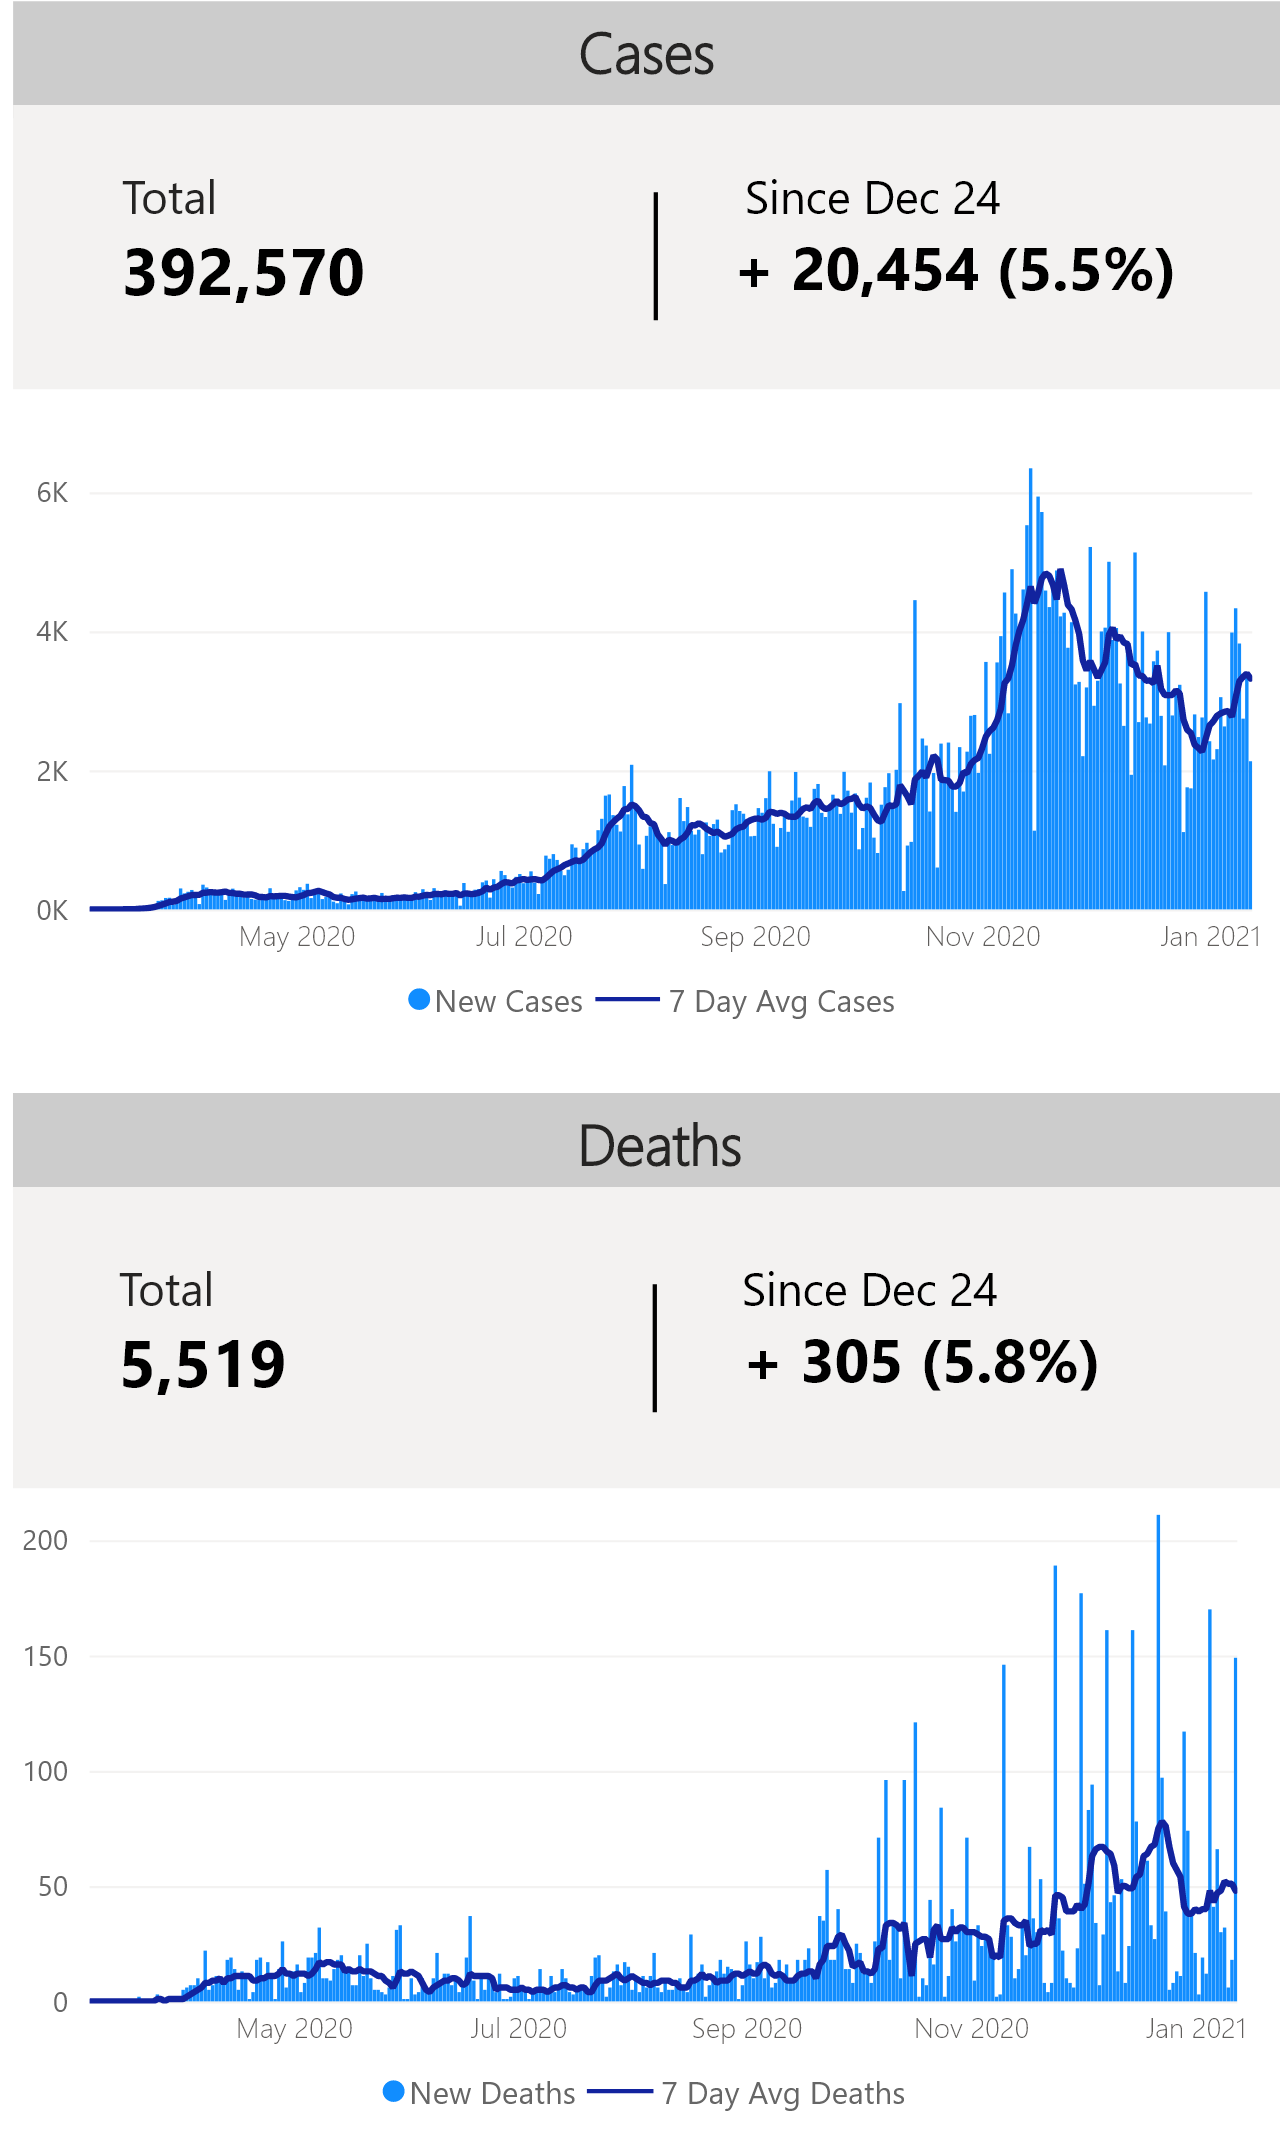 Cases
Total
Since Dec 24
392,570
+ 20,454 (5.5%)
6K
4K
2K
0K
May 2020
Jul 2020
Sep 2020
Nov 2020
Jan 2021
New Cases
7 Day Avg Cases
Deaths
Total
Since Dec 24
5,519
+ 305 (5.8%)
200
150
100
50
0
May 2020
Jul 2020
Sep 2020
Nov 2020
Jan 2021
New Deaths
7 Day Avg Deaths